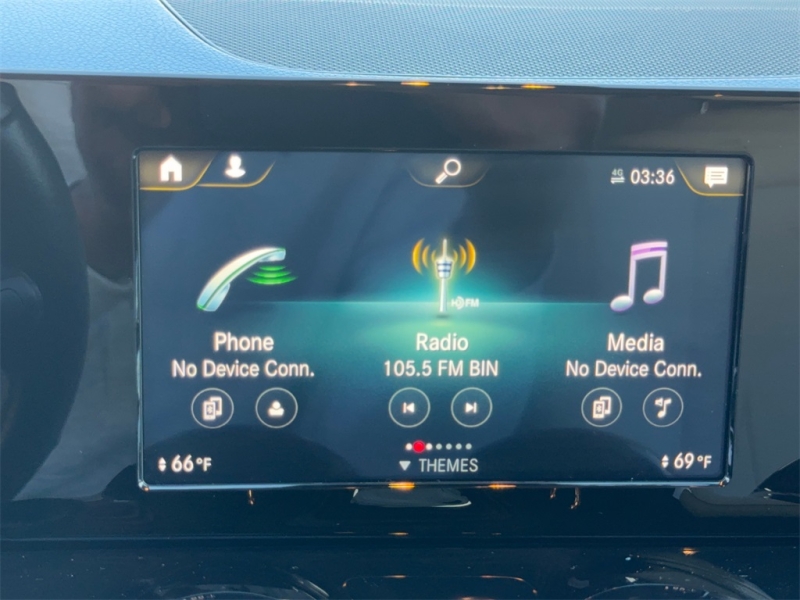 4G 03:36
HD FM
Phone Radio Media
No Device Conn. 105.5 FM BIN No Device Conn.
66°F THEMES 69°F